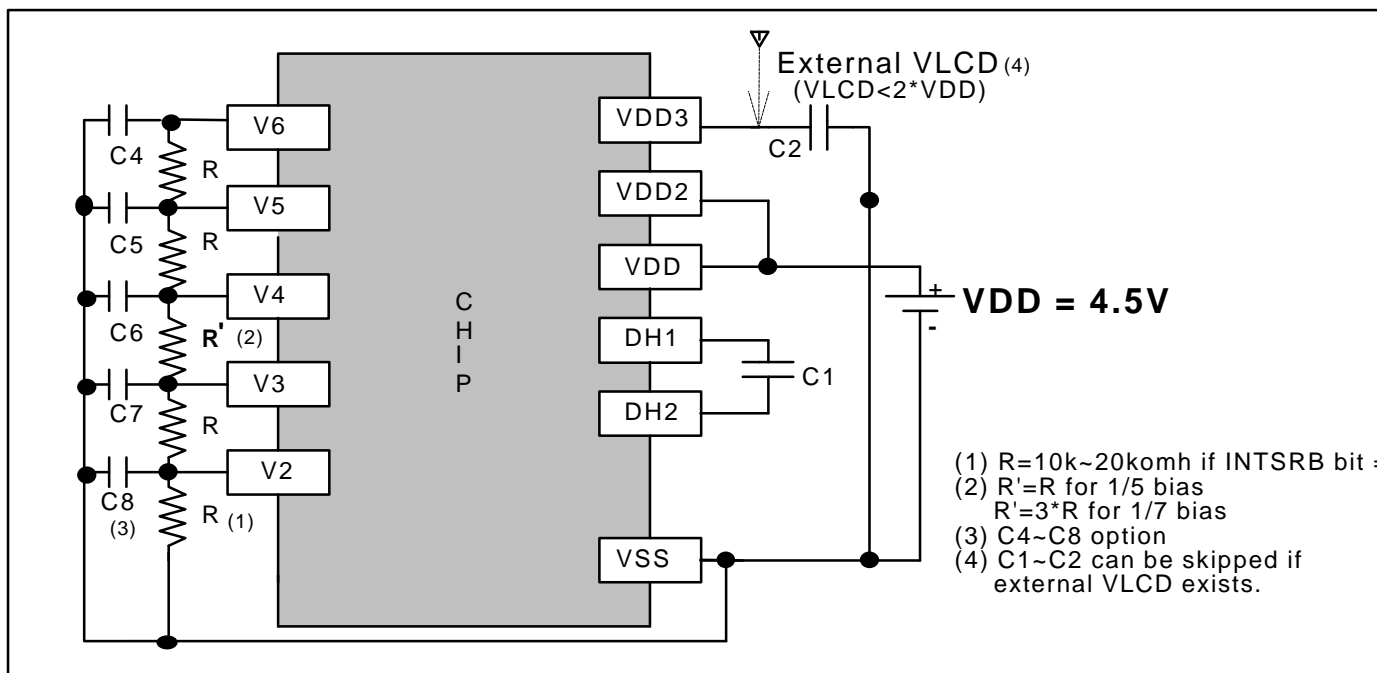 External VLCD (4)
(VLCD<2*VDD)
V6
VDD3
C4
C2
R
VDD2
V5
C5
R
VDD
V4
C
H
I
P
+
VDD = 4.5V
-
C6
R' (2)
DH1
V3
C1
C7
R
DH2
V2
C8
(3)
R (1)
VSS
(1) R=10k~20komh if INTSRB bit =
(2) R'=R for 1/5 bias
R'=3*R for 1/7 bias
(3) C4~C8 option
(4) C1~C2 can be skipped if
external VLCD exists.